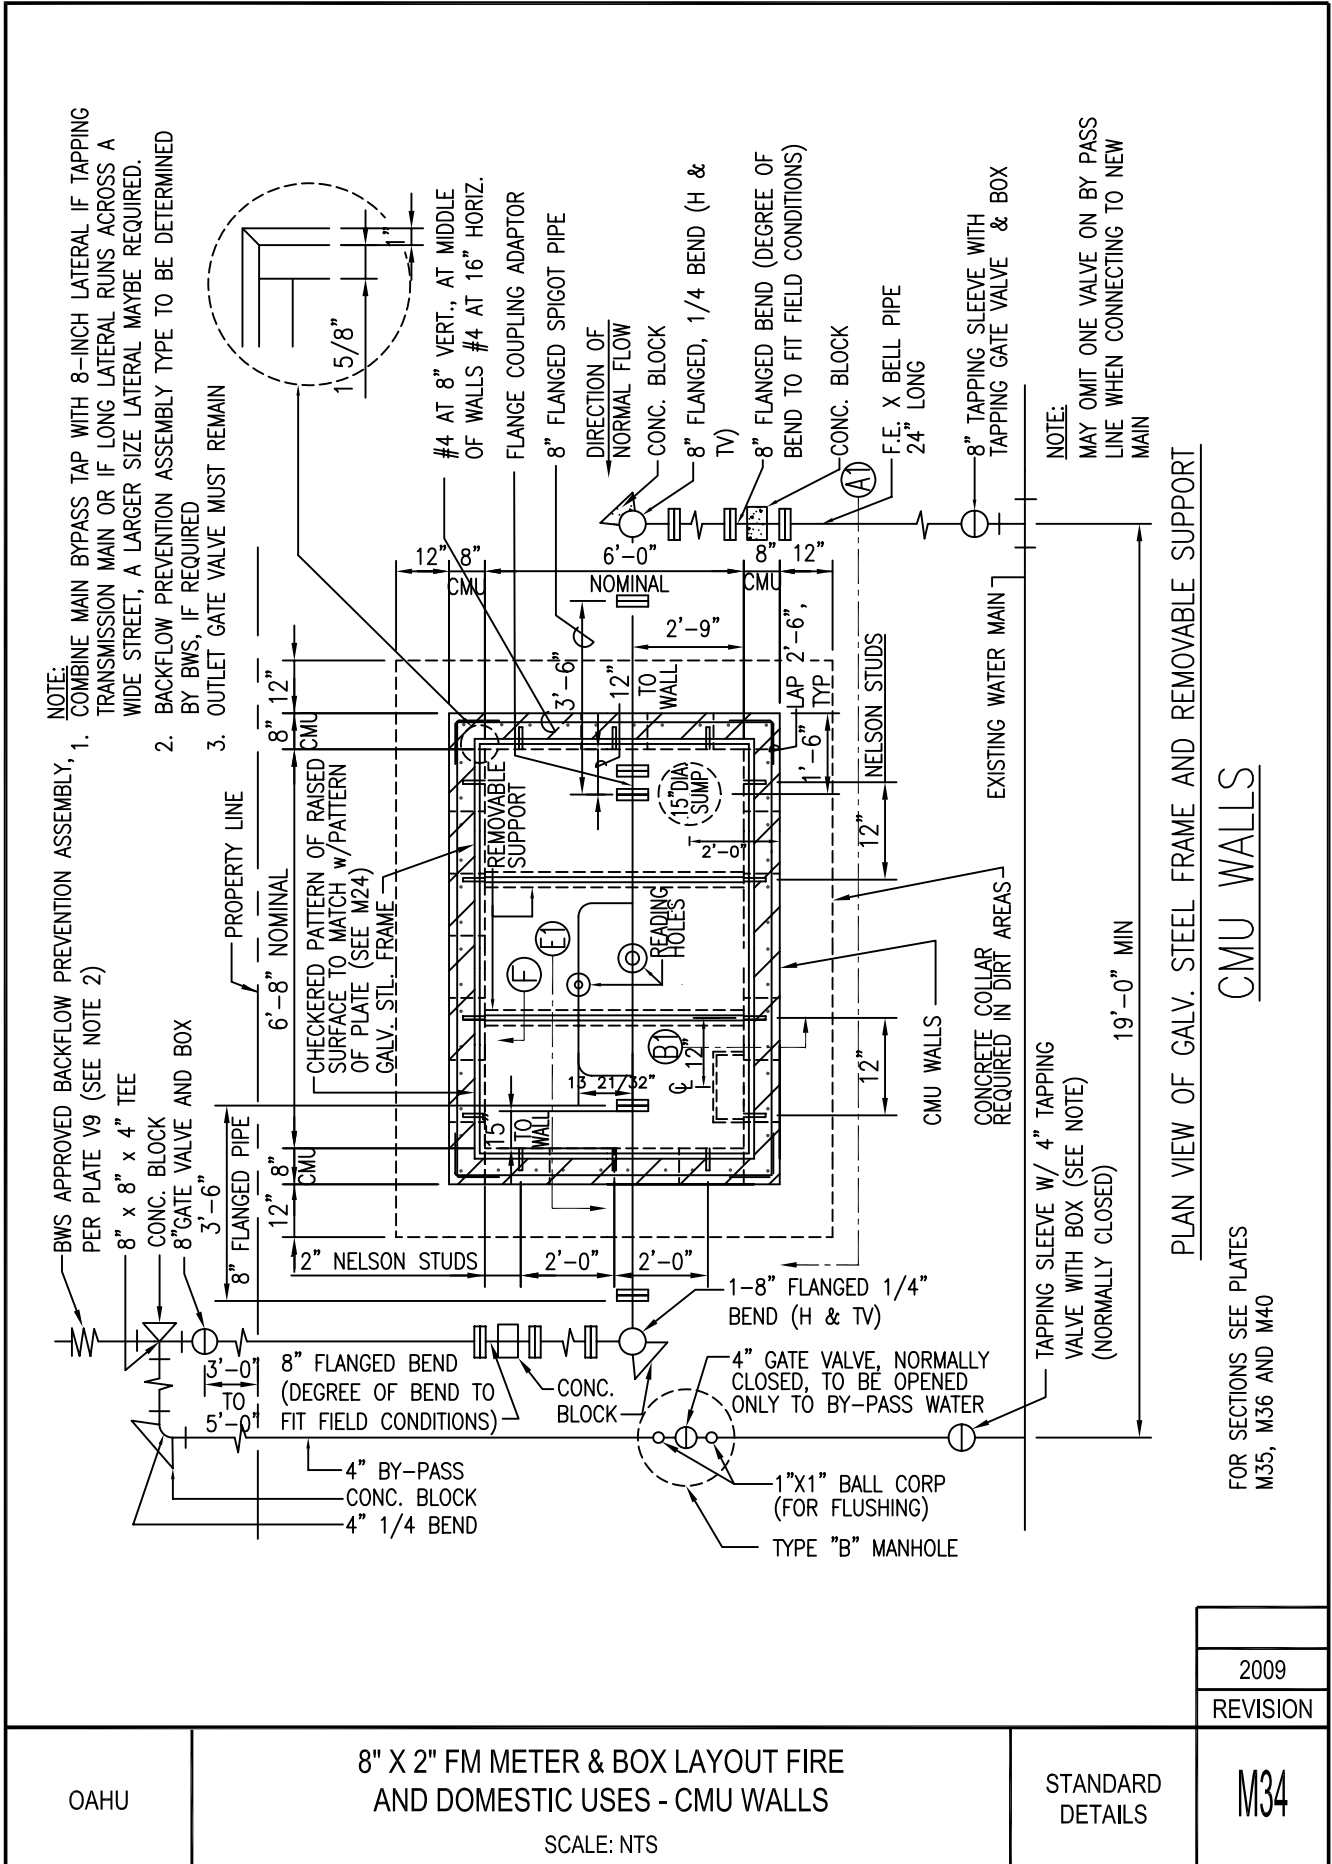 NOTE:
1. COMBINE MAIN BYPASS TAP WITH 8-INCH LATERAL IF TAPPING
TRANSMISSION MAIN OR IF LONG LATERAL RUNS ACROSS A
WIDE STREET, A LARGER SIZE LATERAL MAYBE REQUIRED.
2. BACKFLOW PREVENTION ASSEMBLY TYPE TO BE DETERMINED
BY BWS, IF REQUIRED
3. OUTLET GATE VALVE MUST REMAIN
BWS APPROVED BACKFLOW PREVENTION ASSEMBLY,
PER PLATE V9 (SEE NOTE 2)
8" x 8" x 4" TEE
CONC. BLOCK
8"GATE VALVE AND BOX
3'-6"
8" FLANGED PIPE
PROPERTY LINE
12"
8"
CMU
6'-8" NOMINAL
8"
CMU
12"
CHECKERED PATTERN OF RAISED
SURFACE TO MATCH w/PATTERN
OF PLATE (SEE M24)
GALV. STL. FRAME
1 5/8"
1"
#4 AT 8" VERT., AT MIDDLE
OF WALLS #4 AT 16" HORIZ.
FLANGE COUPLING ADAPTOR
8" FLANGED SPIGOT PIPE
DIRECTION OF
NORMAL FLOW
CONC. BLOCK
8" FLANGED, 1/4 BEND (H &
TV)
8" FLANGED BEND (DEGREE OF
BEND TO FIT FIELD CONDITIONS)
CONC. BLOCK
F.E. X BELL PIPE
24" LONG
8" TAPPING SLEEVE WITH
TAPPING GATE VALVE & BOX
NOTE:
MAY OMIT ONE VALVE ON BY PASS
LINE WHEN CONNECTING TO NEW
MAIN
12"
8"
CMU
6'-0"
NOMINAL
8"
CMU
12"
REMOVABLE
SUPPORT
3'-6"
12"
TO
WALL
2'-9"
15"DIA.
SUMP
2'-0"
LAP 2'-6",
TYP
1'-6"
NELSON STUDS
12"
A1
F
E1
READING
HOLES
B1
13 21/32"
℄ 12"
15"
TO
WALL
12"
EXISTING WATER MAIN
CMU WALLS
CONCRETE COLLAR
REQUIRED IN DIRT AREAS
19'-0" MIN
2" NELSON STUDS
2'-0"
2'-0"
3'-0"
TO
5'-0"
8" FLANGED BEND
(DEGREE OF BEND TO
FIT FIELD CONDITIONS)
CONC.
BLOCK
1-8" FLANGED 1/4"
BEND (H & TV)
4" GATE VALVE, NORMALLY
CLOSED, TO BE OPENED
ONLY TO BY-PASS WATER
TAPPING SLEEVE W/ 4" TAPPING
VALVE WITH BOX (SEE NOTE)
(NORMALLY CLOSED)
4" BY-PASS
CONC. BLOCK
4" 1/4 BEND
1"X1" BALL CORP
(FOR FLUSHING)
TYPE "B" MANHOLE
PLAN VIEW OF GALV. STEEL FRAME AND REMOVABLE SUPPORT
CMU WALLS
FOR SECTIONS SEE PLATES
M35, M36 AND M40
2009
REVISION
OAHU
8" X 2" FM METER & BOX LAYOUT FIRE
AND DOMESTIC USES - CMU WALLS
SCALE: NTS
STANDARD
DETAILS
M34